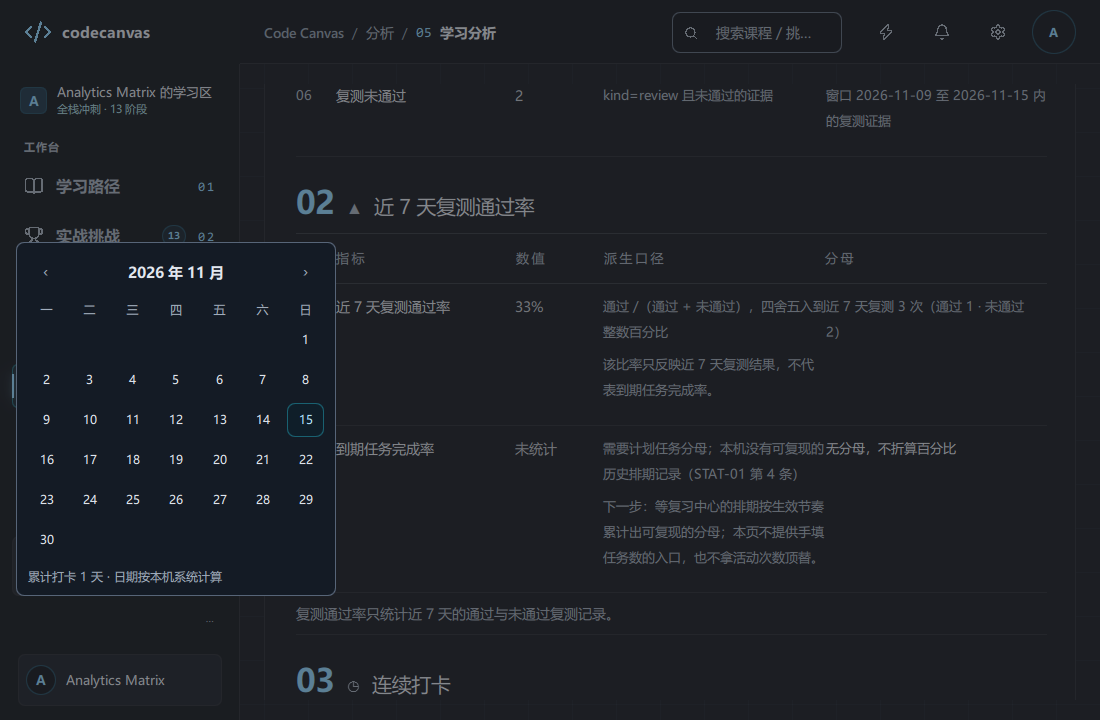 codecanvas
Code Canvas / 分析 / 05 学习分析
搜索课程 / 挑...
A
A
Analytics Matrix 的学习区
全栈冲刺 · 13 阶段
工作台
学习路径 01
实战挑战 13 02
06 复测未通过 2 kind=review 且未通过的证据 窗口 2026-11-09 至 2026-11-15 内
的复测证据
02 ▲ 近 7 天复测通过率
指标 数值 派生口径 分母
近 7 天复测通过率 33% 通过 /（通过 + 未通过），四舍五入到 近 7 天复测 3 次（通过 1 · 未通过
整数百分比 2）
该比率只反映近 7 天复测结果，不代
表到期任务完成率。
到期任务完成率 未统计 需要计划任务分母；本机没有可复现的 无分母，不折算百分比
历史排期记录（STAT-01 第 4 条）
下一步：等复习中心的排期按生效节奏
累计出可复现的分母；本页不提供手填
任务数的入口，也不拿活动次数顶替。
复测通过率只统计近 7 天的通过与未通过复测记录。
03 连续打卡
‹ 2026 年 11 月 ›
一 二 三 四 五 六 日
1
2 3 4 5 6 7 8
9 10 11 12 13 14 15
16 17 18 19 20 21 22
23 24 25 26 27 28 29
30
累计打卡 1 天 · 日期按本机系统计算
...
A Analytics Matrix